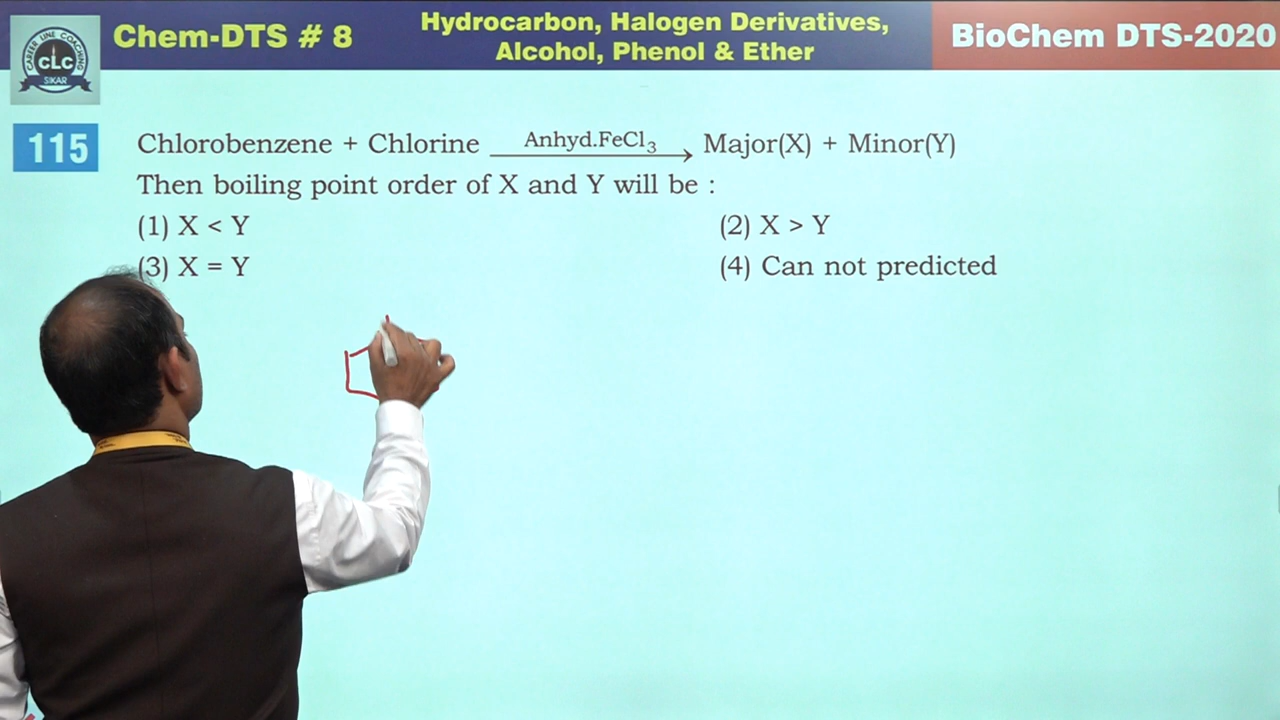 CAREER LINE COACHING
CLC
SIKAR
Chem-DTS # 8
Hydrocarbon, Halogen Derivatives,
Alcohol, Phenol & Ether
BioChem DTS-2020
115
Chlorobenzene + Chlorine Anhyd.FeCl₃ → Major(X) + Minor(Y)
Then boiling point order of X and Y will be :
(1) X < Y
(2) X > Y
(3) X = Y
(4) Can not predicted